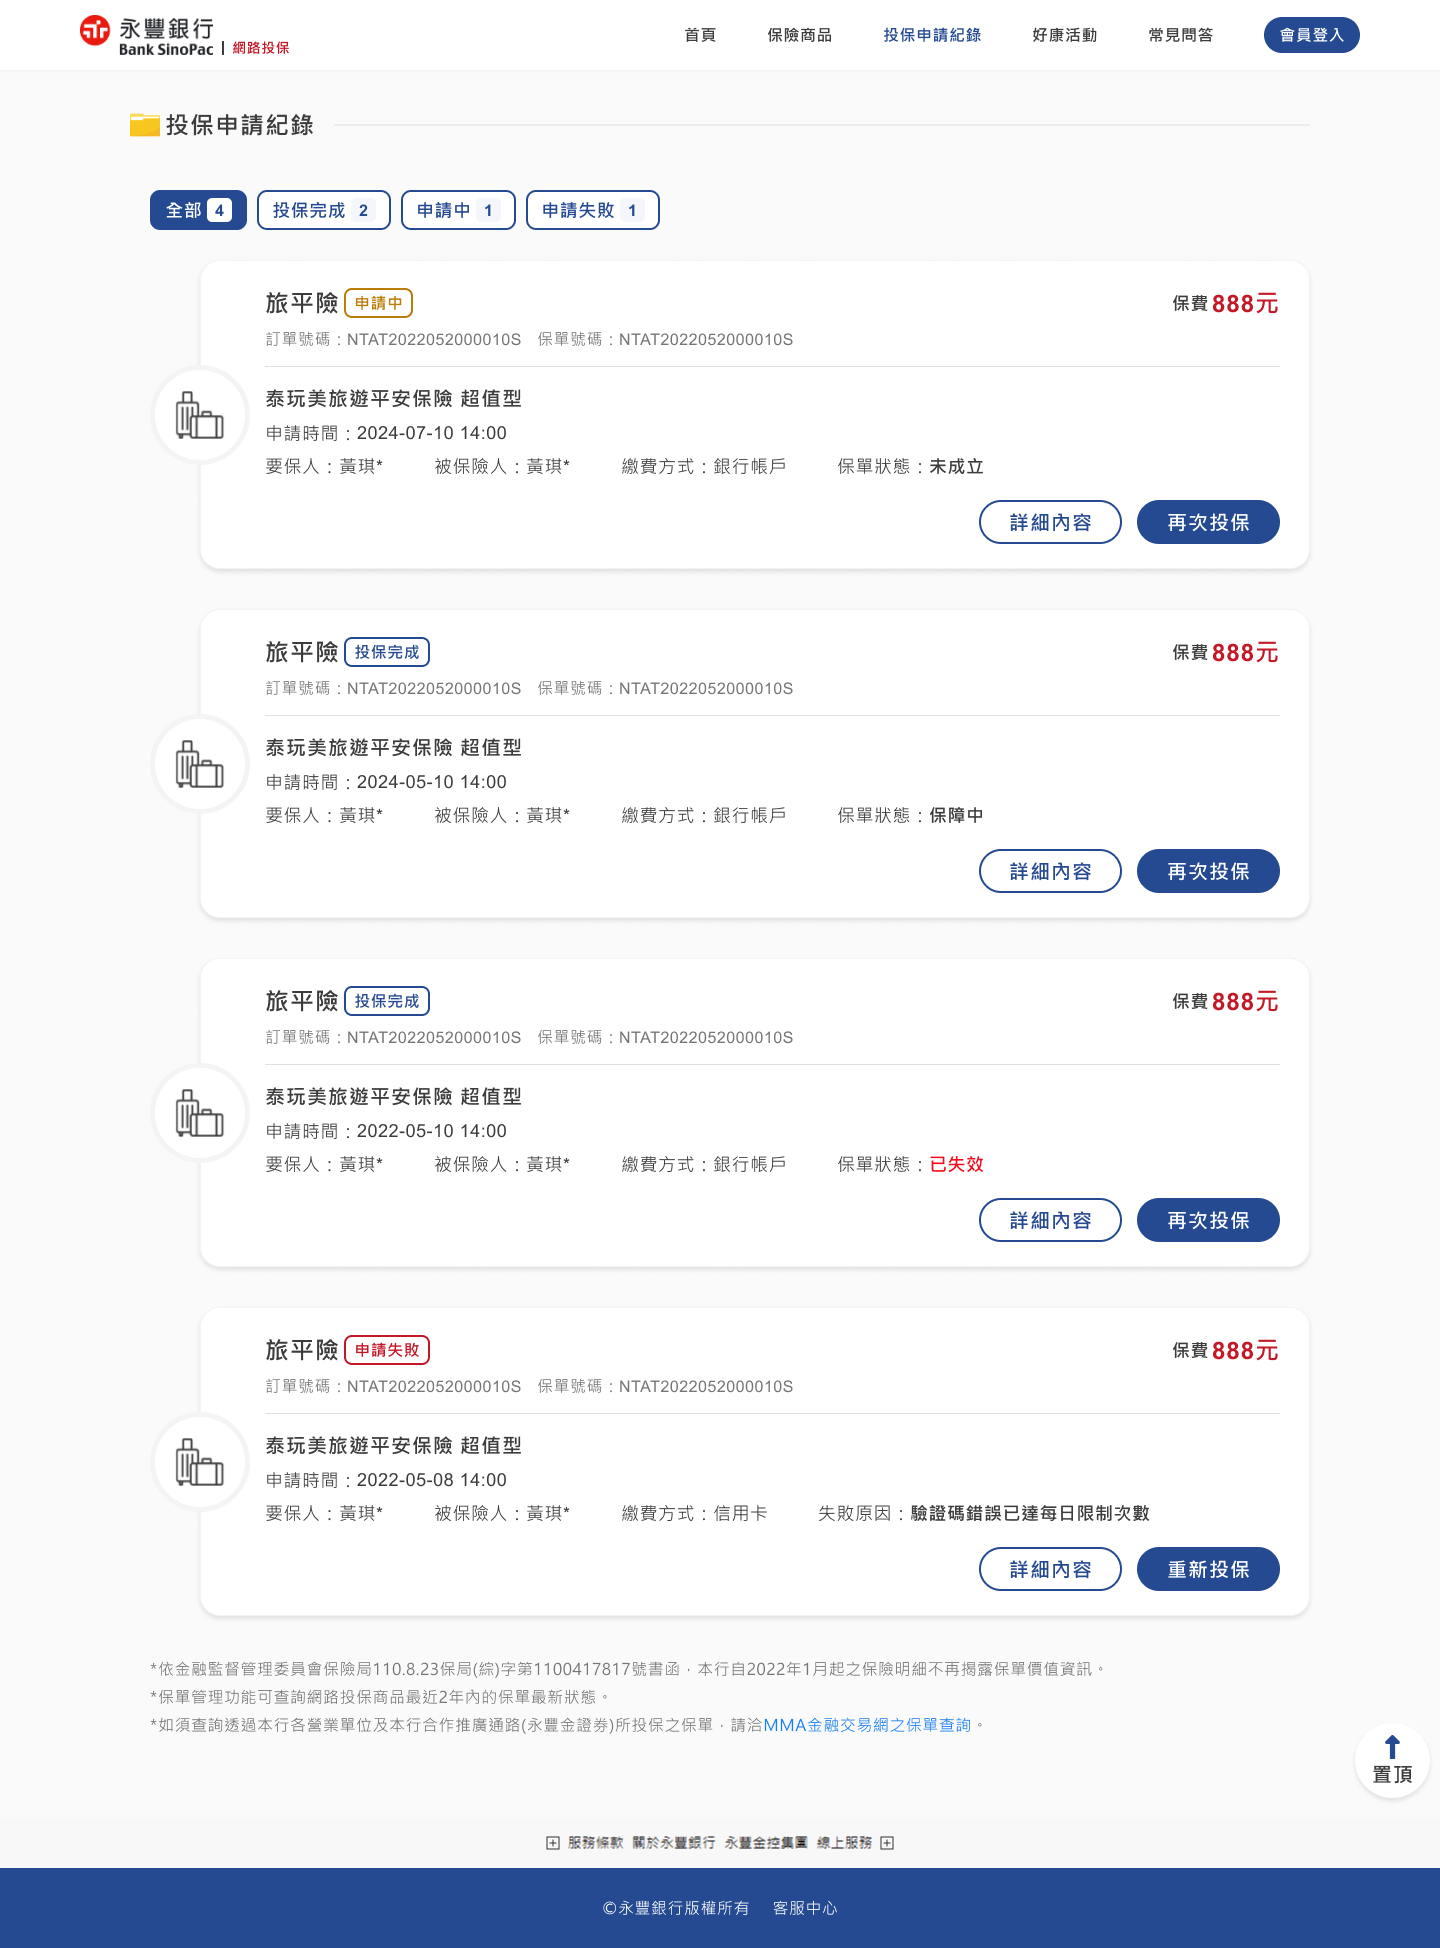 永豐銀行
Bank SinoPac | 網路投保
首頁 保險商品 投保申請紀錄 好康活動 常見問答 會員登入
投保申請紀錄
全部 4 投保完成 2 申請中 1 申請失敗 1
旅平險 申請中 保費 888元
訂單號碼：NTAT2022052000010S 保單號碼：NTAT2022052000010S
泰玩美旅遊平安保險 超值型
申請時間：2024-07-10 14:00
要保人：黃琪* 被保險人：黃琪* 繳費方式：銀行帳戶 保單狀態：未成立
詳細內容 再次投保
旅平險 投保完成 保費 888元
訂單號碼：NTAT2022052000010S 保單號碼：NTAT2022052000010S
泰玩美旅遊平安保險 超值型
申請時間：2024-05-10 14:00
要保人：黃琪* 被保險人：黃琪* 繳費方式：銀行帳戶 保單狀態：保障中
詳細內容 再次投保
旅平險 投保完成 保費 888元
訂單號碼：NTAT2022052000010S 保單號碼：NTAT2022052000010S
泰玩美旅遊平安保險 超值型
申請時間：2022-05-10 14:00
要保人：黃琪* 被保險人：黃琪* 繳費方式：銀行帳戶 保單狀態：已失效
詳細內容 再次投保
旅平險 申請失敗 保費 888元
訂單號碼：NTAT2022052000010S 保單號碼：NTAT2022052000010S
泰玩美旅遊平安保險 超值型
申請時間：2022-05-08 14:00
要保人：黃琪* 被保險人：黃琪* 繳費方式：信用卡 失敗原因：驗證碼錯誤已達每日限制次數
詳細內容 重新投保
*依金融監督管理委員會保險局110.8.23保局(綜)字第1100417817號書函，本行自2022年1月起之保險明細不再揭露保單價值資訊。
*保單管理功能可查詢網路投保商品最近2年內的保單最新狀態。
*如須查詢透過本行各營業單位及本行合作推廣通路(永豐金證券)所投保之保單，請洽MMA金融交易網之保單查詢。
置頂
服務條款 關於永豐銀行 永豐金控集團 線上服務
©永豐銀行版權所有 客服中心